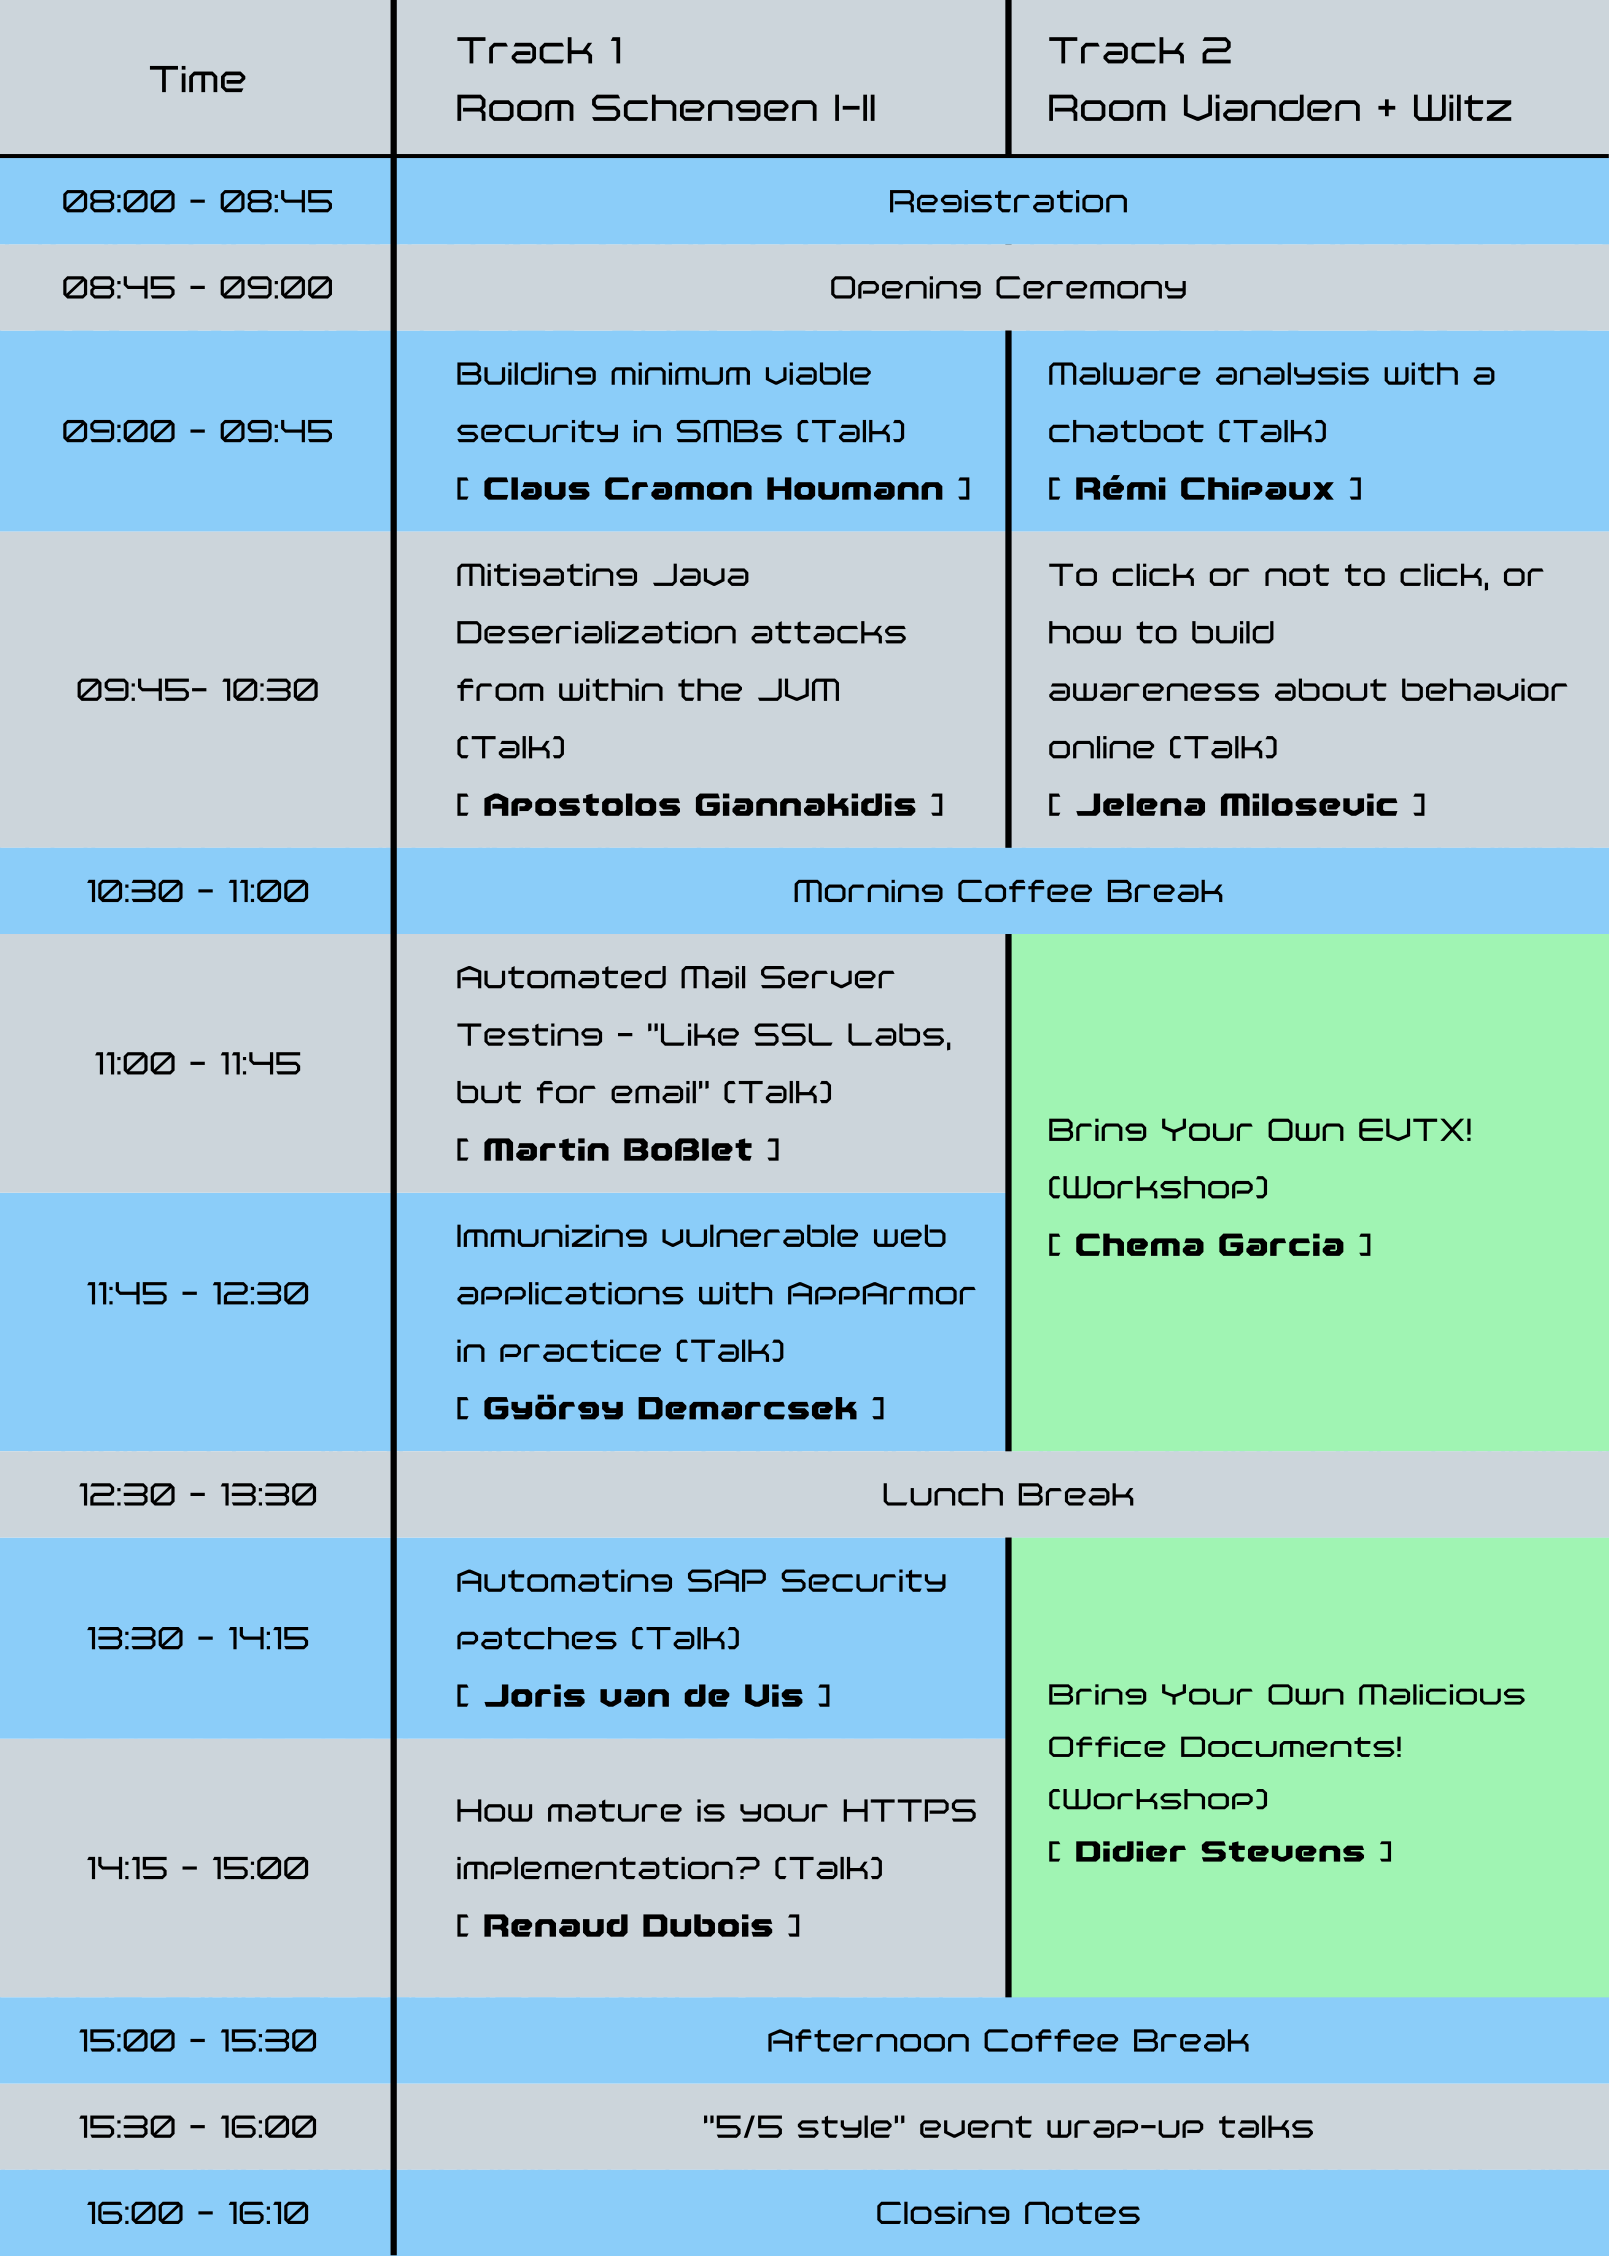 Time
Track 1
Room Schengen I-II
Track 2
Room Vianden + Wiltz
08:00 - 08:45
Registration
08:45 - 09:00
Opening Ceremony
09:00 - 09:45
Building minimum viable
security in SMBs (Talk)
[ Claus Cramon Houmann ]
Malware analysis with a
chatbot (Talk)
[ Rémi Chipaux ]
09:45- 10:30
Mitigating Java
Deserialization attacks
from within the JVM
(Talk)
[ Apostolos Giannakidis ]
To click or not to click, or
how to build
awareness about behavior
online (Talk)
[ Jelena Milosevic ]
10:30 - 11:00
Morning Coffee Break
11:00 - 11:45
Automated Mail Server
Testing - "Like SSL Labs,
but for email" (Talk)
[ Martin Boßlet ]
Bring Your Own EVTX!
(Workshop)
[ Chema Garcia ]
11:45 - 12:30
Immunizing vulnerable web
applications with AppArmor
in practice (Talk)
[ György Demarcsek ]
12:30 - 13:30
Lunch Break
13:30 - 14:15
Automating SAP Security
patches (Talk)
[ Joris van de Vis ]
Bring Your Own Malicious
Office Documents!
(Workshop)
[ Didier Stevens ]
14:15 - 15:00
How mature is your HTTPS
implementation? (Talk)
[ Renaud Dubois ]
15:00 - 15:30
Afternoon Coffee Break
15:30 - 16:00
"5/5 style" event wrap-up talks
16:00 - 16:10
Closing Notes